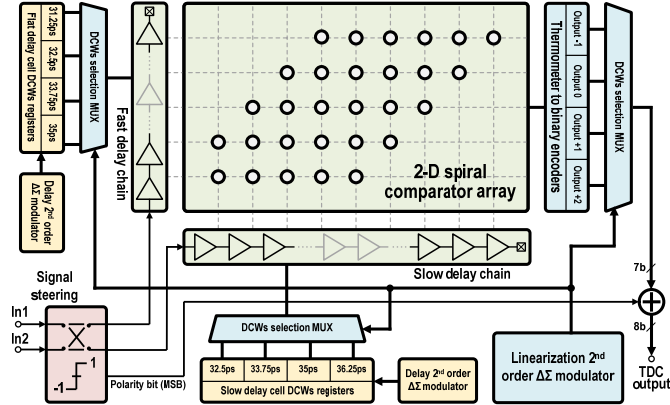 Flat delay cell DCWs registers
31.25ps
32.5ps
33.75ps
35ps
DCWs selection MUX
Delay 2nd
order
ΔΣ
modulator
Fast delay chain
2-D spiral
comparator array
Thermometer to
binary encoders
Output -1
Output 0
Output +1
Output +2
DCWs selection MUX
Slow delay chain
Signal
steering
In1
In2
1
-1
Polarity bit (MSB)
DCWs selection MUX
32.5ps
33.75ps
35ps
36.25ps
Slow delay cell DCWs registers
Delay 2nd order
ΔΣ modulator
Linearization 2nd
order ΔΣ modulator
7b
8b
TDC
output